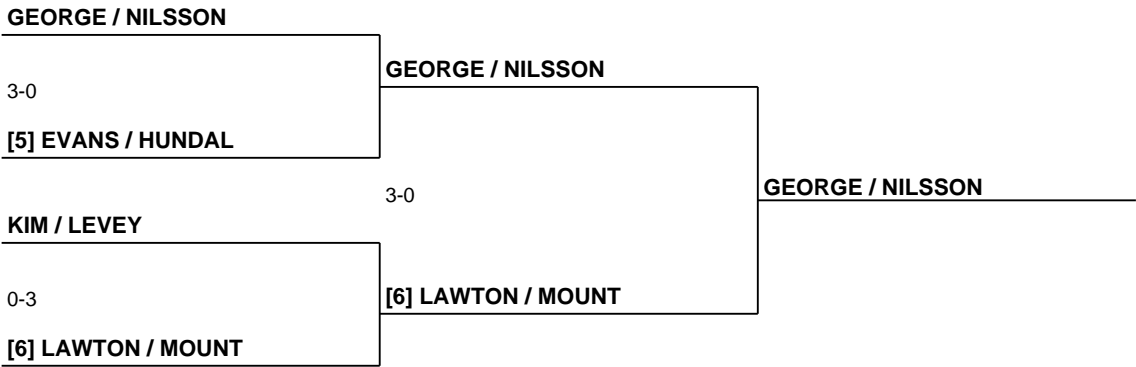 GEORGE / NILSSON
3-0
[5] EVANS / HUNDAL
GEORGE / NILSSON
3-0
GEORGE / NILSSON
KIM / LEVEY
0-3
[6] LAWTON / MOUNT
[6] LAWTON / MOUNT